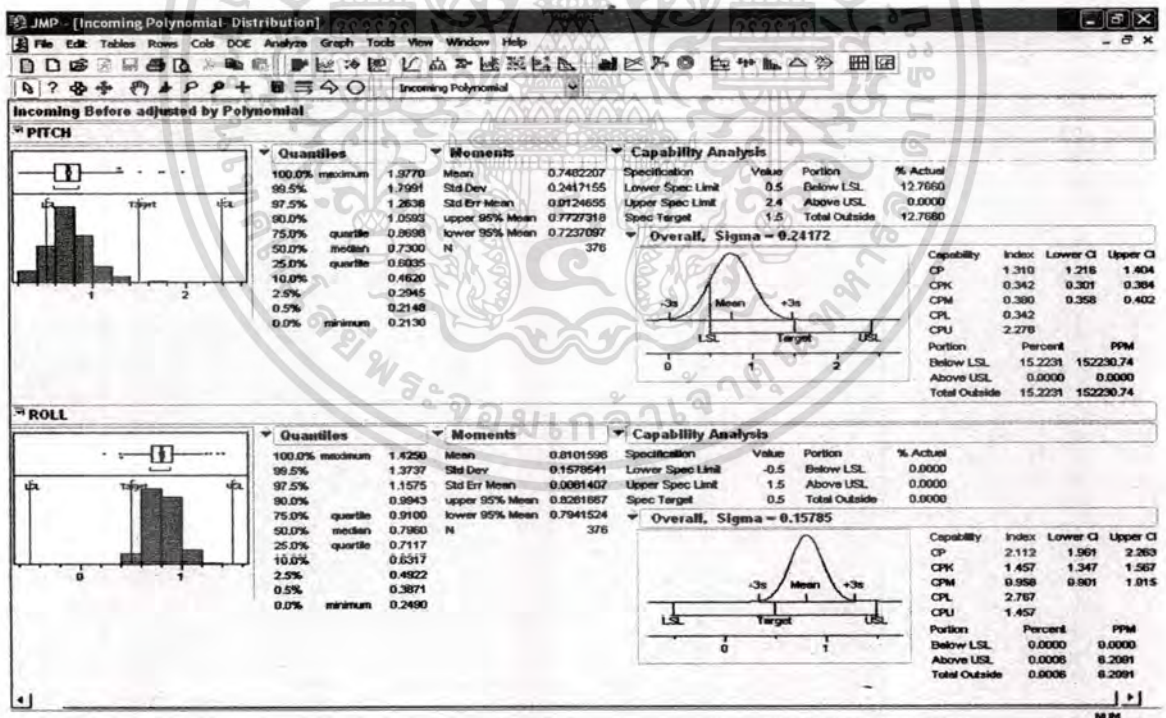 JMP - [Incoming Polynomial- Distribution]
File Edit Tables Rows Cols DOE Analyze Graph Tools View Window Help
Incoming Polynomial
Incoming Before adjusted by Polynomial
PITCH
LSL Target USL
1 2
Quantiles
100.0% maximum 1.9770
99.5% 1.7991
97.5% 1.2638
90.0% 1.0593
75.0% quartile 0.8698
50.0% median 0.7300
25.0% quartile 0.6035
10.0% 0.4620
2.5% 0.2945
0.5% 0.2148
0.0% minimum 0.2130
Moments
Mean 0.7482207
Std Dev 0.2417155
Std Err Mean 0.0124655
upper 95% Mean 0.7727318
lower 95% Mean 0.7237097
N 376
Capability Analysis
Specification Value Portion % Actual
Lower Spec Limit 0.5 Below LSL 12.7660
Upper Spec Limit 2.4 Above USL 0.0000
Spec Target 1.5 Total Outside 12.7660
Overall, Sigma = 0.24172
-3s Mean +3s
LSL Target USL
0 1 2
Capability Index Lower CI Upper CI
CP 1.310 1.216 1.404
CPK 0.342 0.301 0.384
CPM 0.380 0.358 0.402
CPL 0.342
CPU 2.278
Portion Percent PPM
Below LSL 15.2231 152230.74
Above USL 0.0000 0.0000
Total Outside 15.2231 152230.74
ROLL
LSL Target USL
0 1
Quantiles
100.0% maximum 1.4250
99.5% 1.3737
97.5% 1.1575
90.0% 0.9943
75.0% quartile 0.9100
50.0% median 0.7960
25.0% quartile 0.7117
10.0% 0.6317
2.5% 0.4922
0.5% 0.3871
0.0% minimum 0.2490
Moments
Mean 0.8101596
Std Dev 0.1578541
Std Err Mean 0.0081407
upper 95% Mean 0.8261667
lower 95% Mean 0.7941524
N 376
Capability Analysis
Specification Value Portion % Actual
Lower Spec Limit -0.5 Below LSL 0.0000
Upper Spec Limit 1.5 Above USL 0.0000
Spec Target 0.5 Total Outside 0.0000
Overall, Sigma = 0.15785
-3s Mean +3s
LSL Target USL
0 1
Capability Index Lower CI Upper CI
CP 2.112 1.961 2.263
CPK 1.457 1.347 1.567
CPM 0.958 0.901 1.015
CPL 2.767
CPU 1.457
Portion Percent PPM
Below LSL 0.0000 0.0000
Above USL 0.0006 6.2091
Total Outside 0.0006 6.2091
NUM